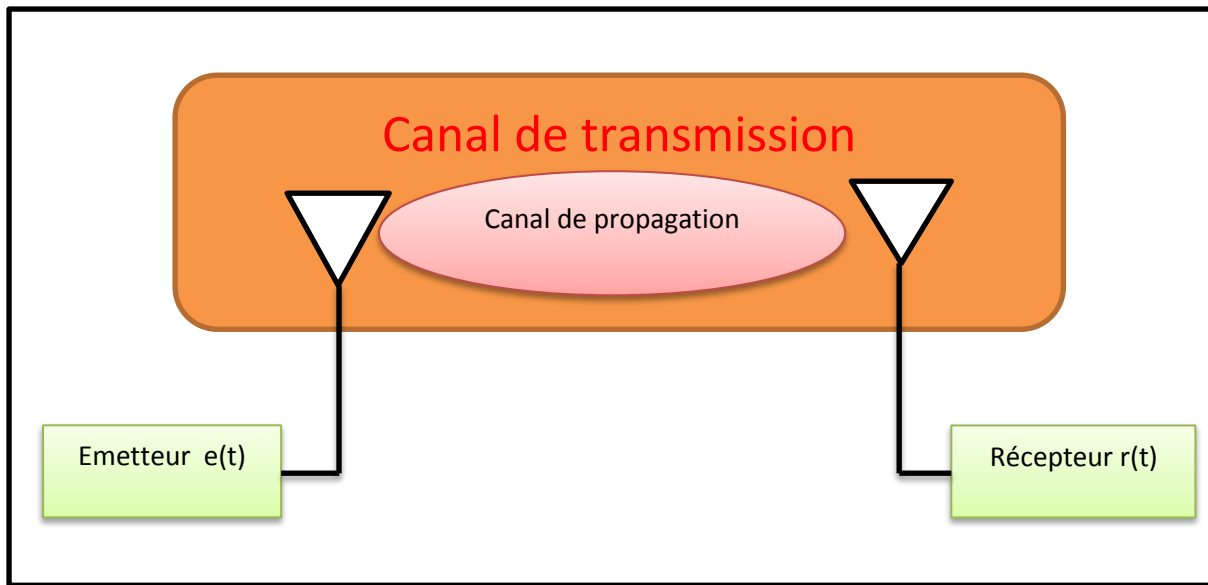 Canal de transmission
Canal de propagation
Emetteur e(t)
Récepteur r(t)